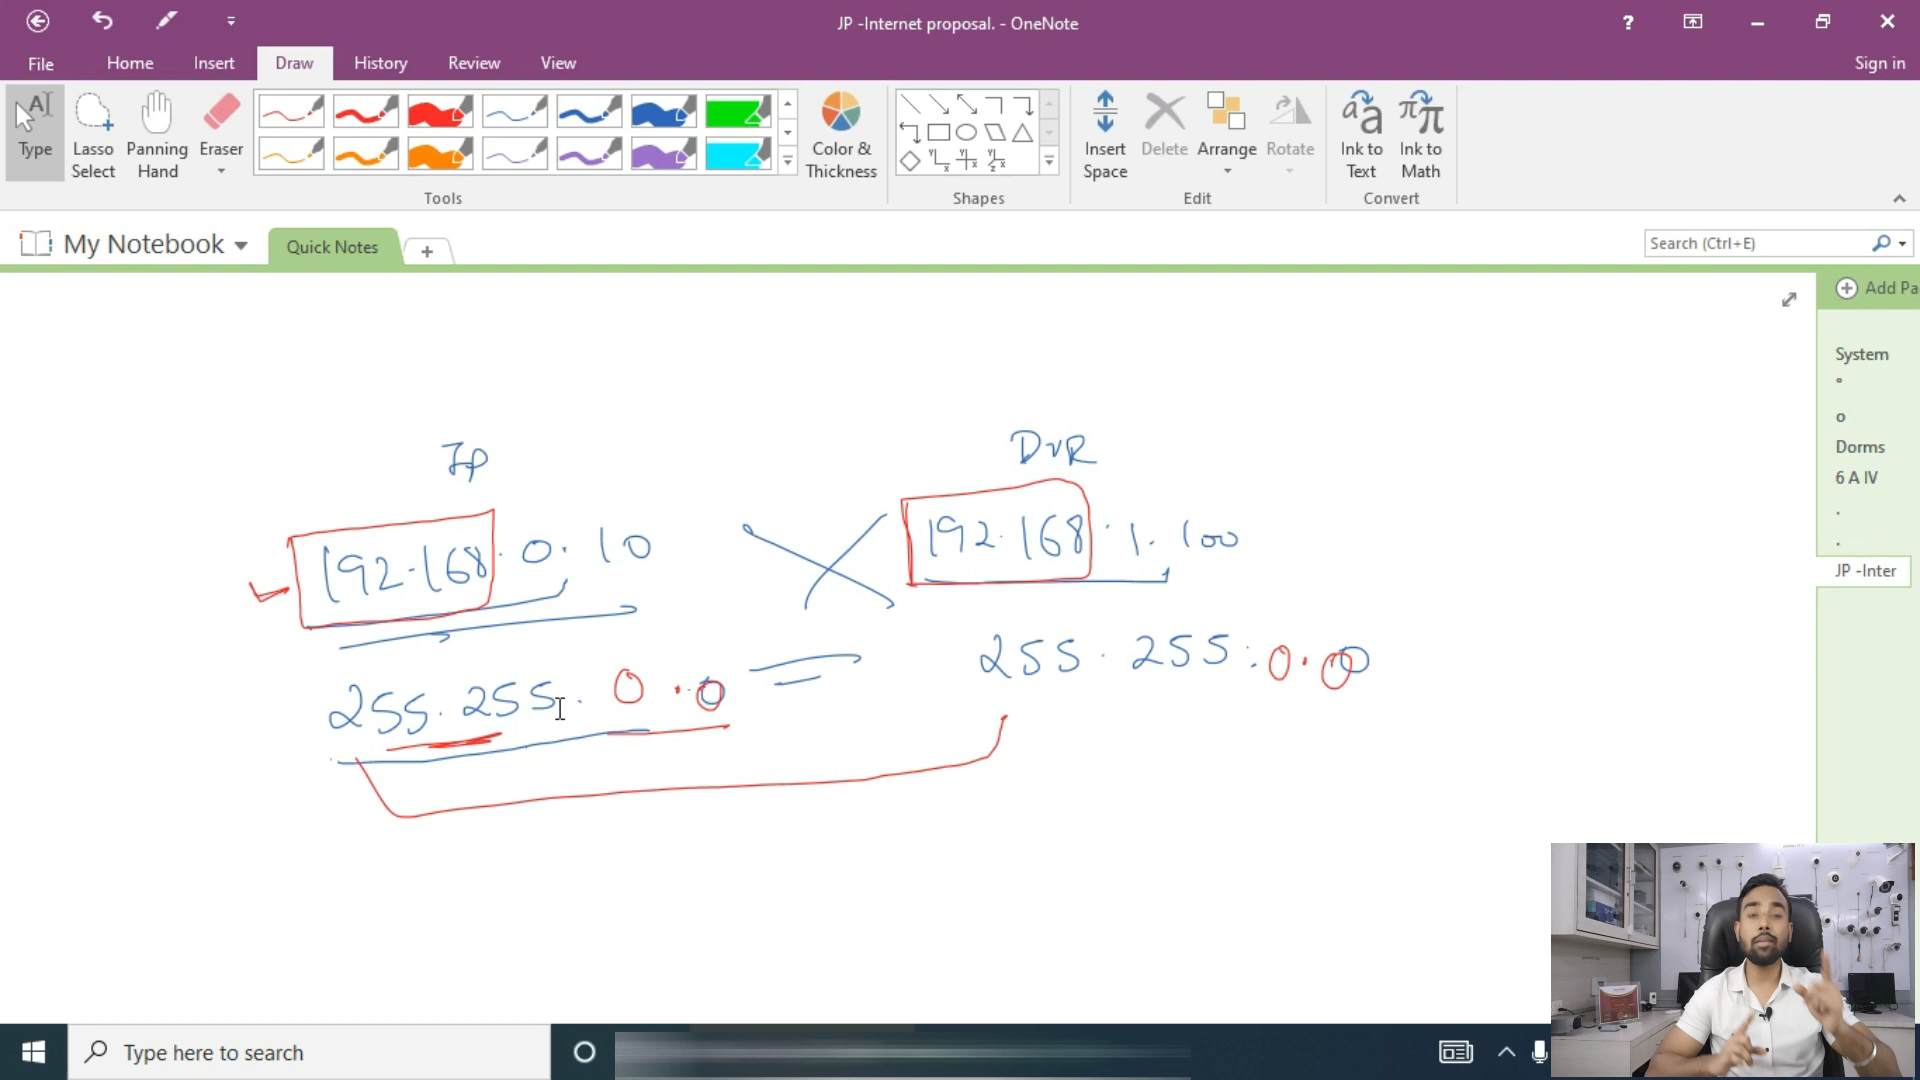 JP -Internet proposal. - OneNote
?
File Home Insert Draw History Review View Sign in
Type
Lasso Select
Panning Hand
Eraser
Color & Thickness
Insert Space
Delete
Arrange
Rotate
Ink to Text
Ink to Math
Tools Shapes Edit Convert
My Notebook Quick Notes + Search (Ctrl+E)
Add Pa
System
o
Dorms
6 A IV
.
.
JP -Inter
Ip DVR
192.168.0.10 192.168.1.100
255.255.0.0 255.255.0.0
Type here to search